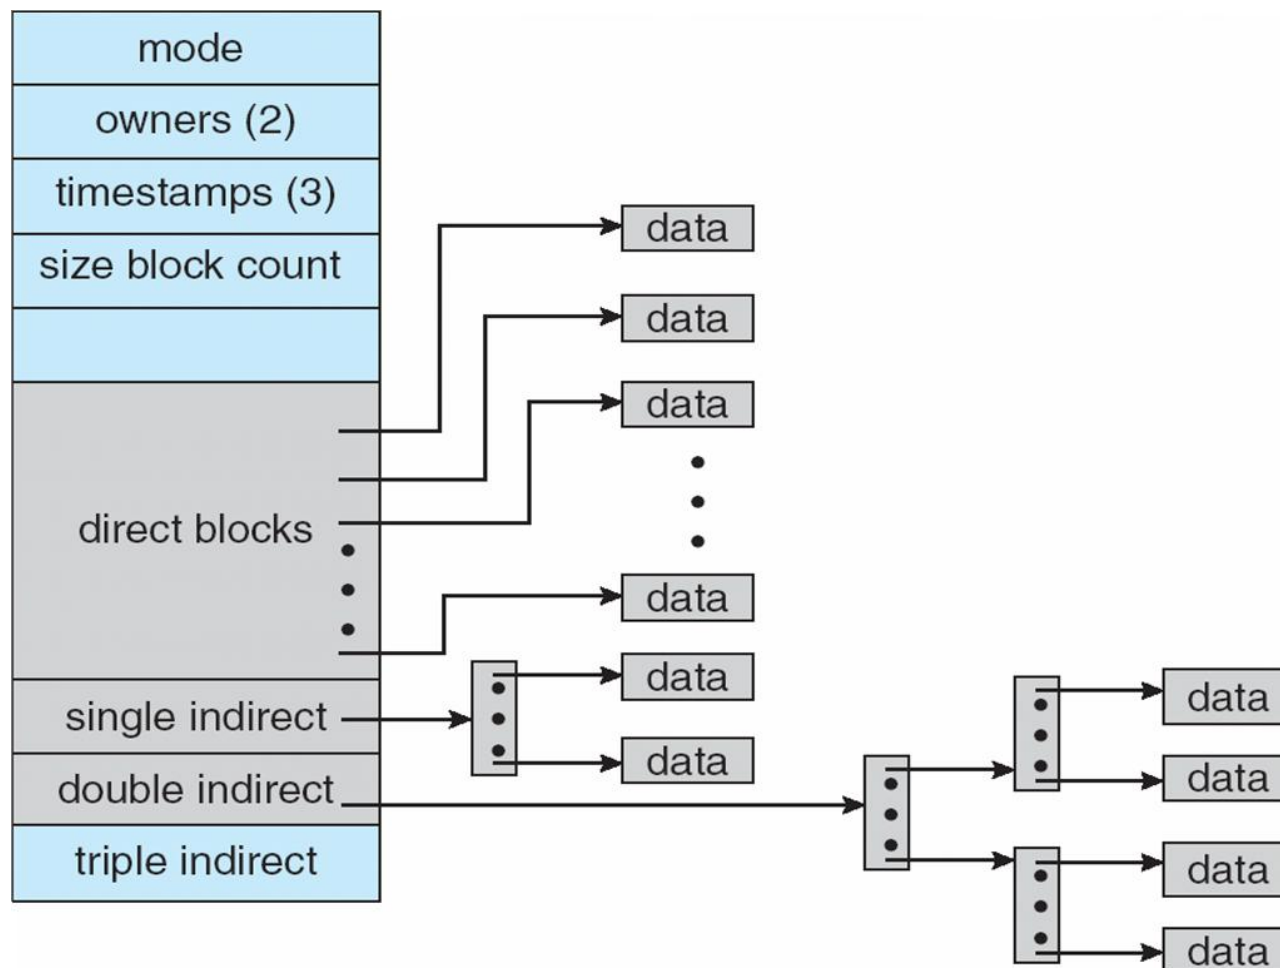 mode
owners (2)
timestamps (3)
size block count
direct blocks
single indirect
double indirect
triple indirect
data
data
data
data
data
data
data
data
data
data